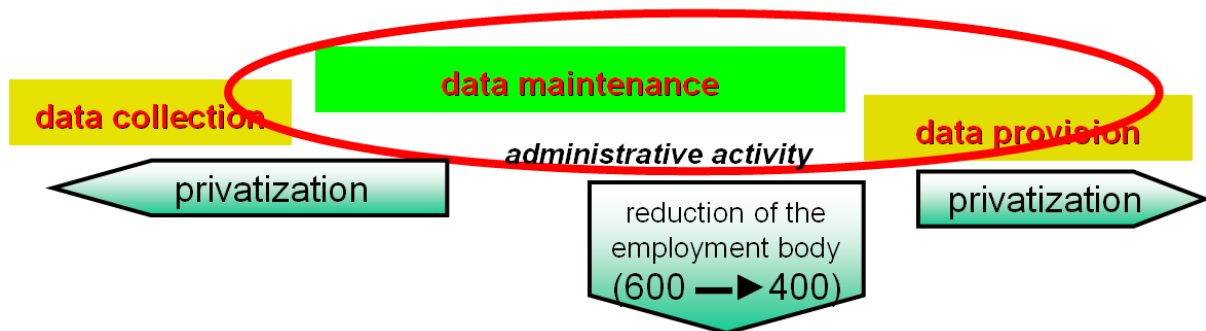 data maintenance
data collection
data provision
administrative activity
privatization
privatization
reduction of the
employment body
(600 → 400)